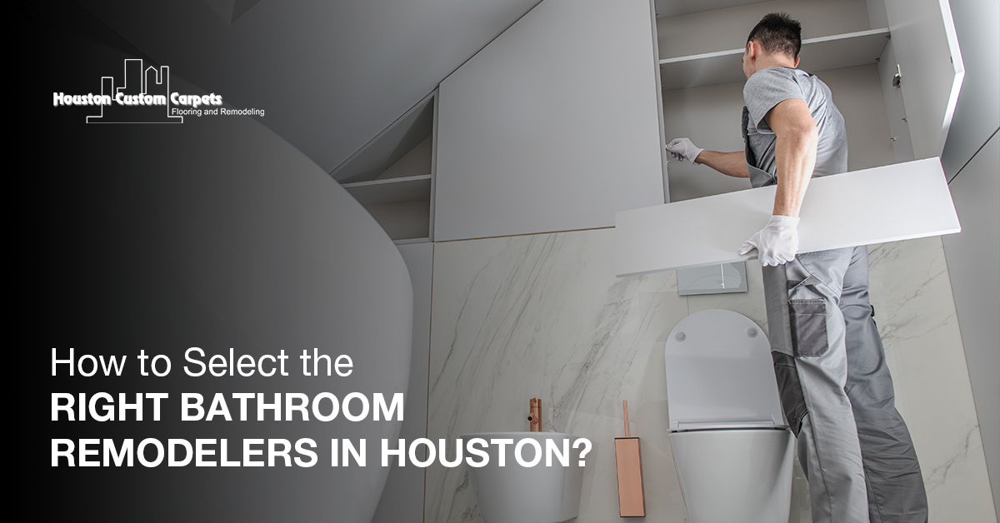 Houston Custom Carpets
Flooring and Remodeling
How to Select the
RIGHT BATHROOM
REMODELERS IN HOUSTON?